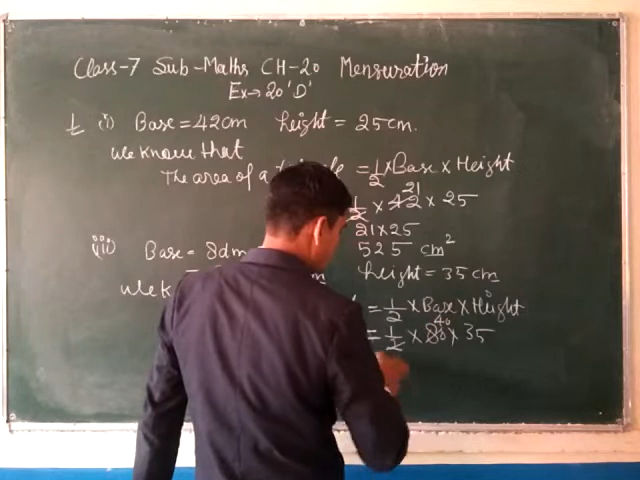 Class-7 Sub-Maths CH-20 Mensuration
Ex→20 'D'
1 (i) Base = 42cm height = 25cm.
We know that
The area of a = 1/2 × Base × Height
1/2 × 42 21 × 25
21 × 25
525 cm²
(iii) Base = 8dm
height = 35 cm
We k
= 1/2 × Base × Height
= 1/2 × 80 40 × 35